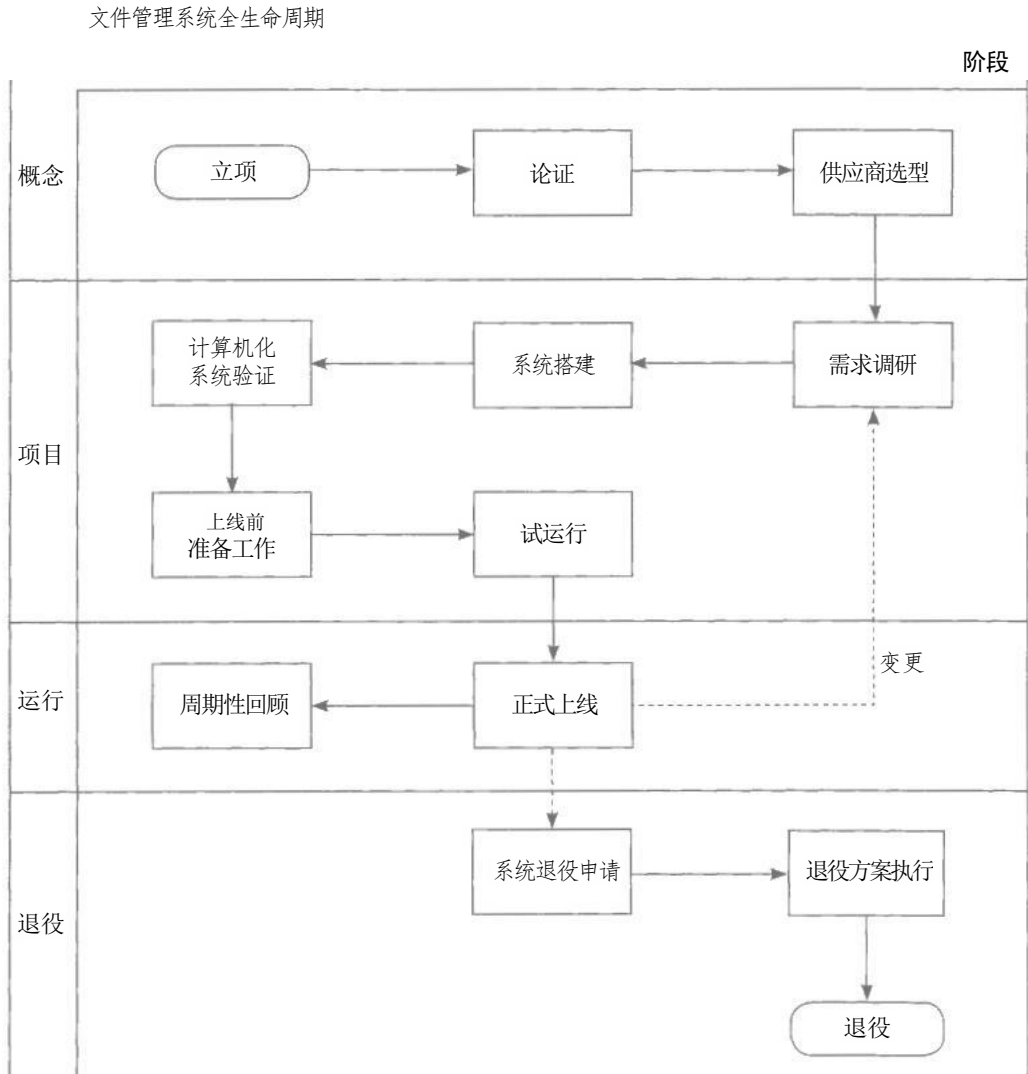 文件管理系统全生命周期
阶段
概念
立项
论证
供应商选型
项目
计算机化
系统验证
系统搭建
需求调研
上线前
准备工作
试运行
运行
周期性回顾
正式上线
变更
退役
系统退役申请
退役方案执行
退役